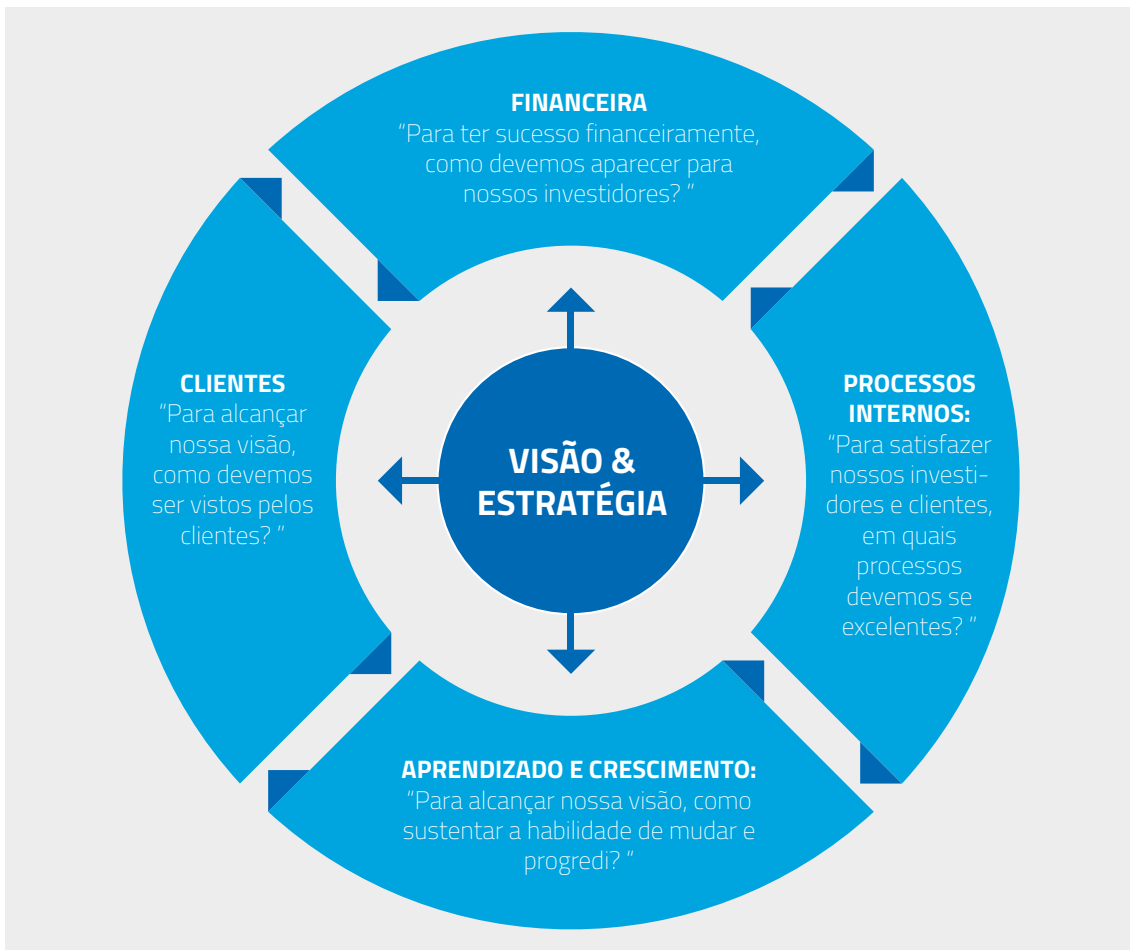 FINANCEIRA
“Para ter sucesso financeiramente,
como devemos aparecer para
nossos investidores? ”
CLIENTES
“Para alcançar
nossa visão,
como devemos
ser vistos pelos
clientes? ”
VISÃO &
ESTRATÉGIA
PROCESSOS
INTERNOS:
“Para satisfazer
nossos investi-
dores e clientes,
em quais
processos
devemos se
excelentes? ”
APRENDIZADO E CRESCIMENTO:
“Para alcançar nossa visão, como
sustentar a habilidade de mudar e
progredi? “